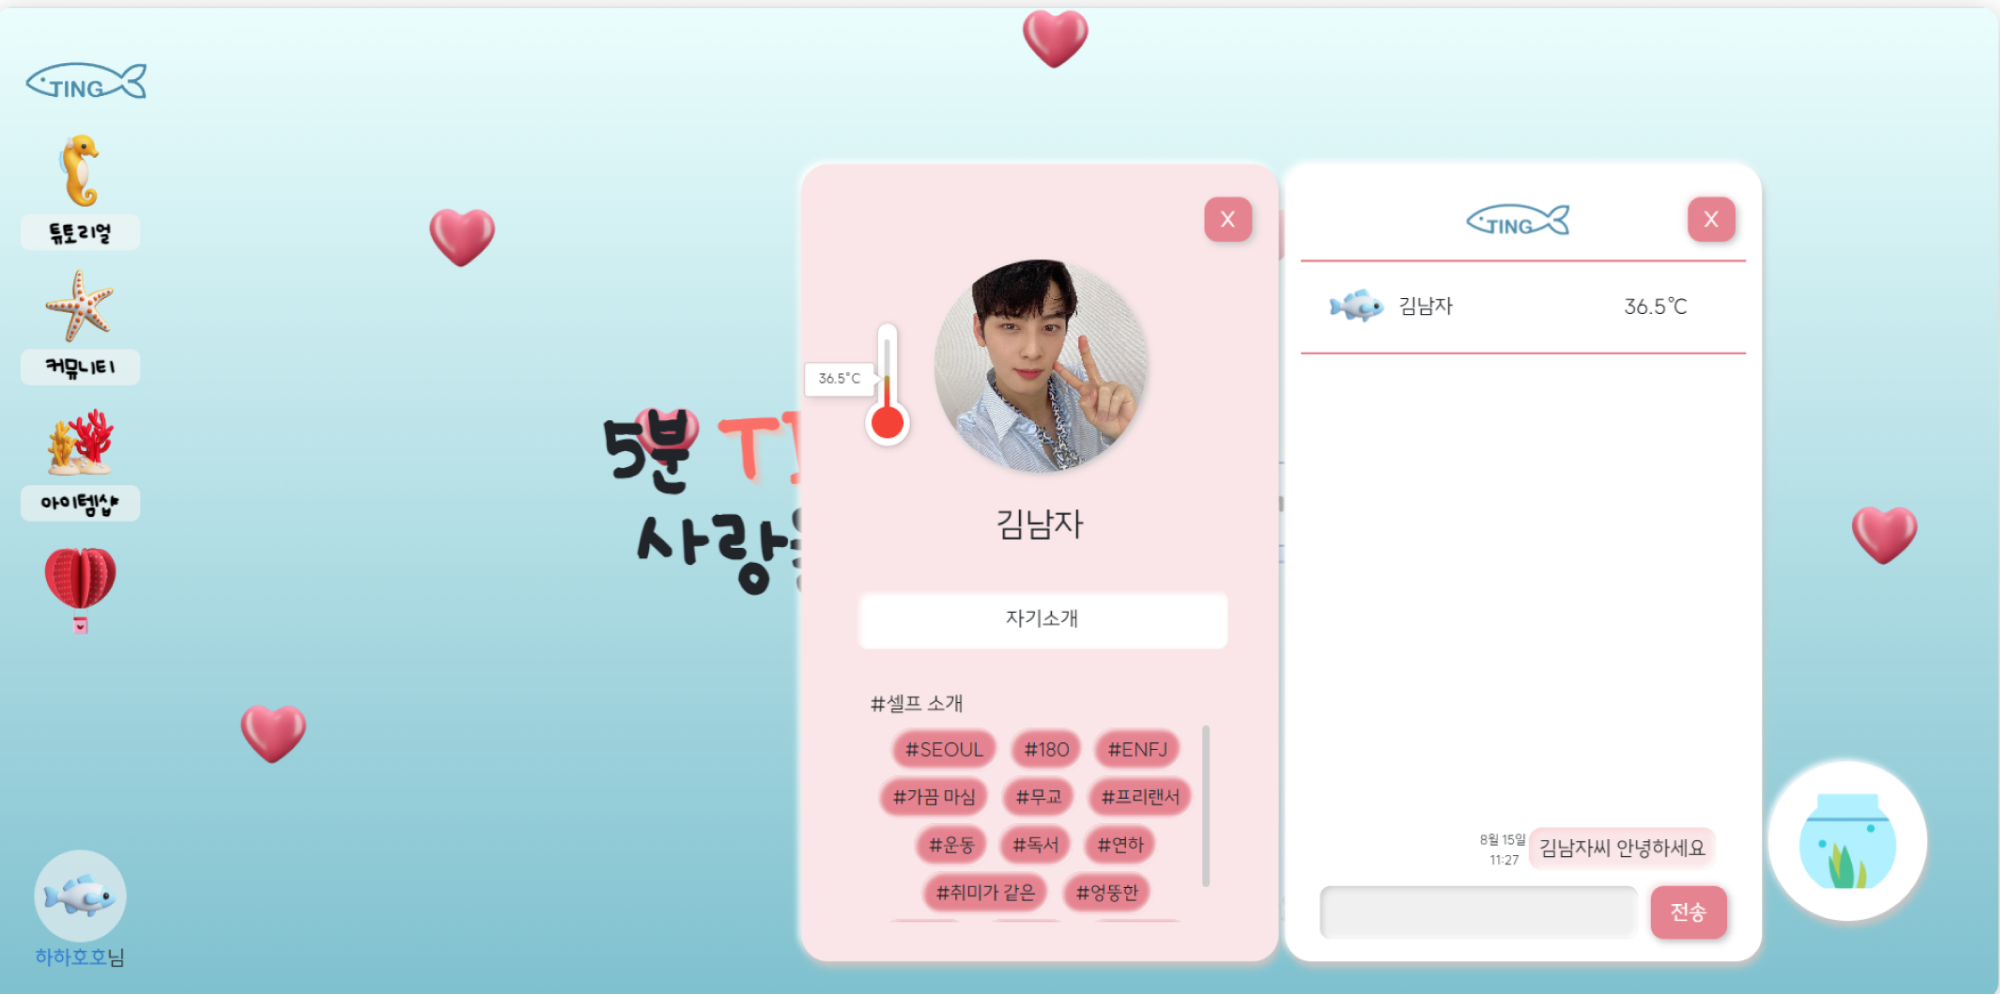 TING
튜토리얼
커뮤니티
아이템샵
하하호호님
5분 TI
사랑을
X
36.5°C
김남자
자기소개
#셀프 소개
#SEOUL #180 #ENFJ
#가끔 마심 #무교 #프리랜서
#운동 #독서 #연하
#취미가 같은 #엉뚱한
TING
X
김남자 36.5℃
8월 15일
11:27
김남자씨 안녕하세요
전송